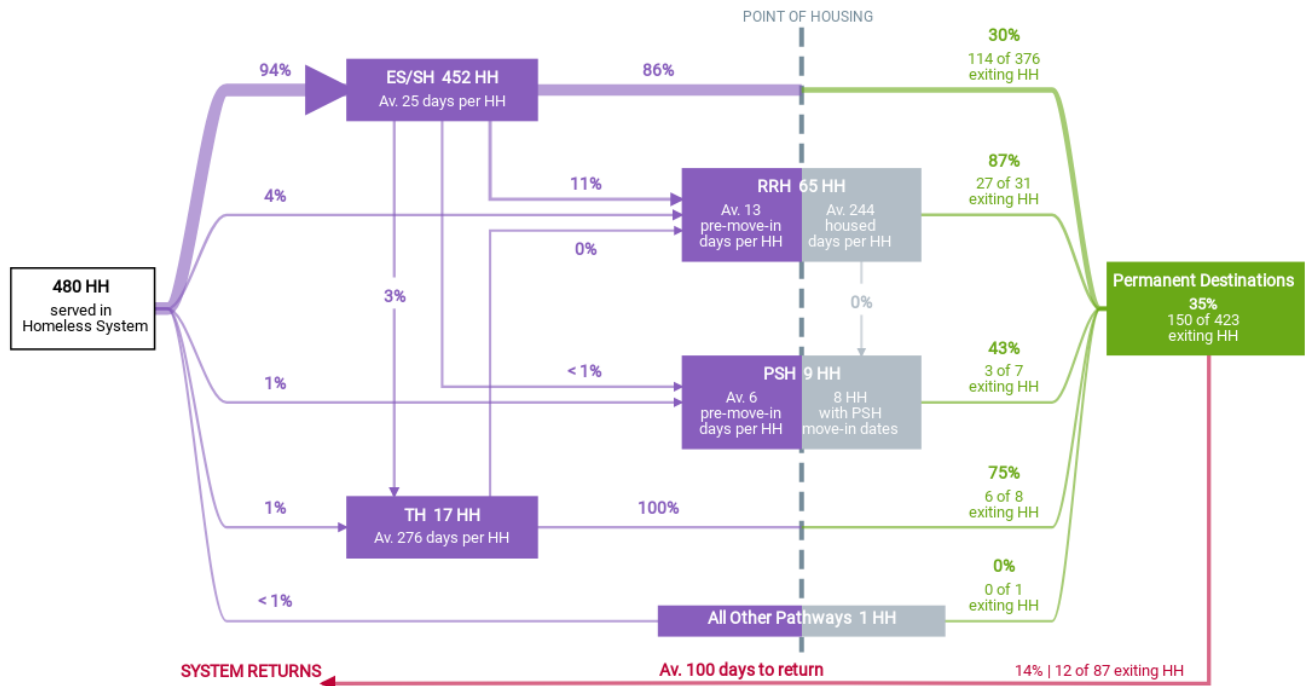 POINT OF HOUSING
94%
ES/SH 452 HH
Av. 25 days per HH
86%
30%
114 of 376
exiting HH
4%
11%
0%
RRH 65 HH
Av. 13
pre-move-in
days per HH
Av. 244
housed
days per HH
87%
27 of 31
exiting HH
480 HH
served in
Homeless System
3%
0%
Permanent Destinations
35%
150 of 423
exiting HH
1%
< 1%
PSH 9 HH
Av. 6
pre-move-in
days per HH
8 HH
with PSH
move-in dates
43%
3 of 7
exiting HH
1%
TH 17 HH
Av. 276 days per HH
100%
75%
6 of 8
exiting HH
< 1%
All Other Pathways 1 HH
0%
0 of 1
exiting HH
SYSTEM RETURNS
Av. 100 days to return
14% | 12 of 87 exiting HH